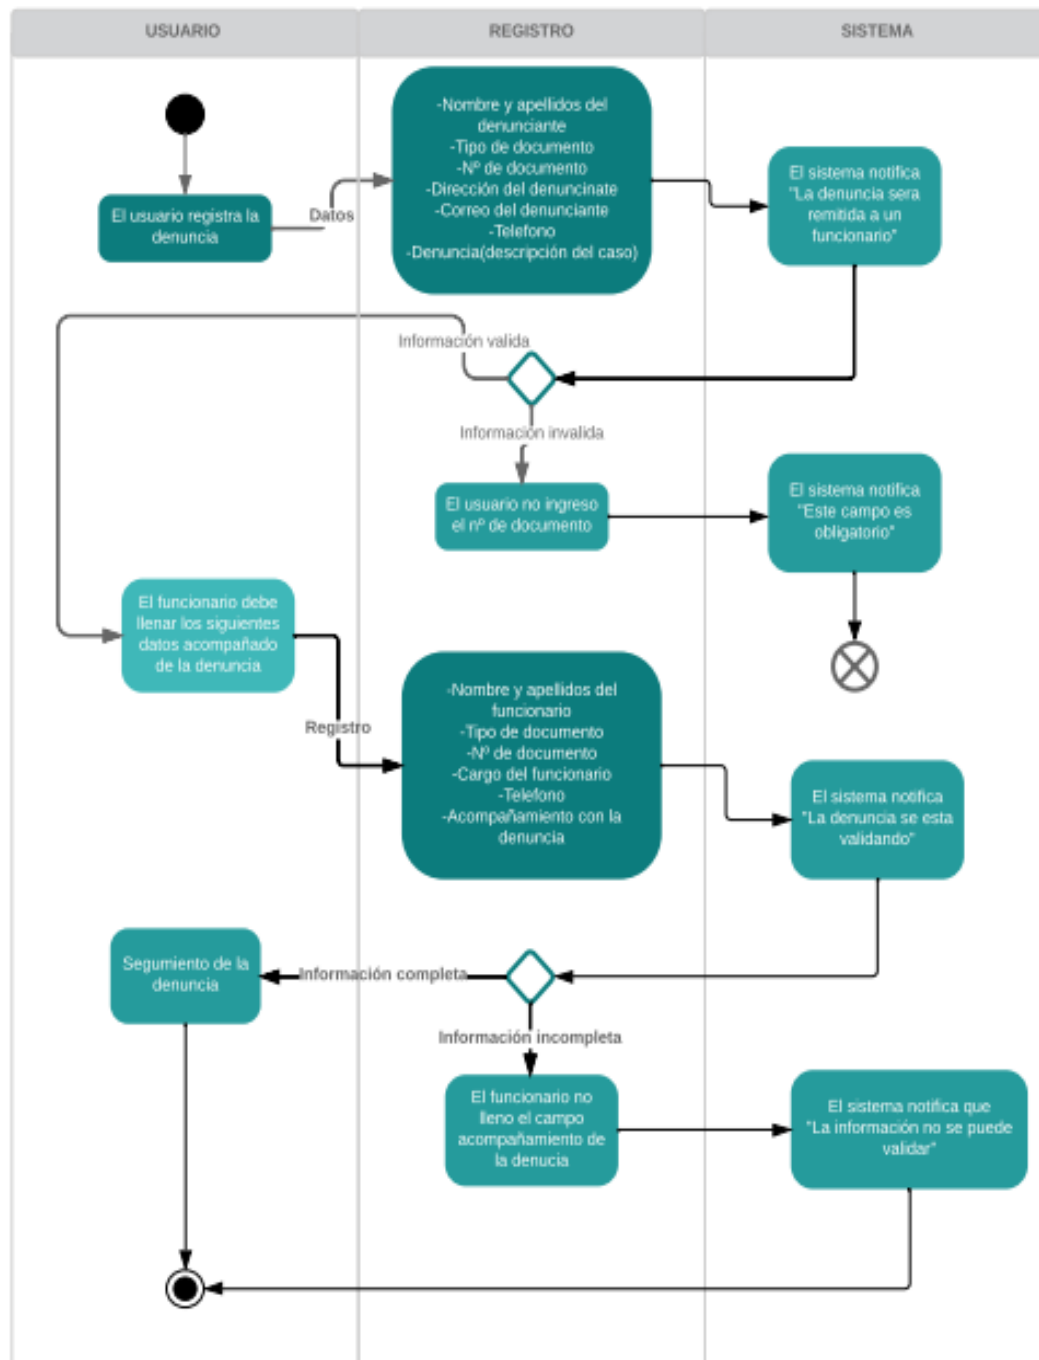 USUARIO
REGISTRO
SISTEMA
-Nombre y apellidos del
denunciante
-Tipo de documento
-Nº de documento
-Dirección del denuncinate
-Correo del denunciante
-Telefono
-Denuncia(descripción del caso)
El usuario registra la
denuncia
Datos
El sistema notifica
"La denuncia sera
remitida a un
funcionario"
Información valida
Información invalida
El usuario no ingreso
el nº de documento
El sistema notifica
"Este campo es
obligatorio"
El funcionario debe
llenar los siguientes
datos acompañado
de la denuncia
Registro
-Nombre y apellidos del
funcionario
-Tipo de documento
-Nº de documento
-Cargo del funcionario
-Telefono
-Acompañamiento con la
denuncia
El sistema notifica
"La denuncia se esta
validando"
Segumiento de la
denuncia
Información completa
Información incompleta
El funcionario no
lleno el campo
acompañamiento de
la denucia
El sistema notifica que
"La información no se puede
validar"